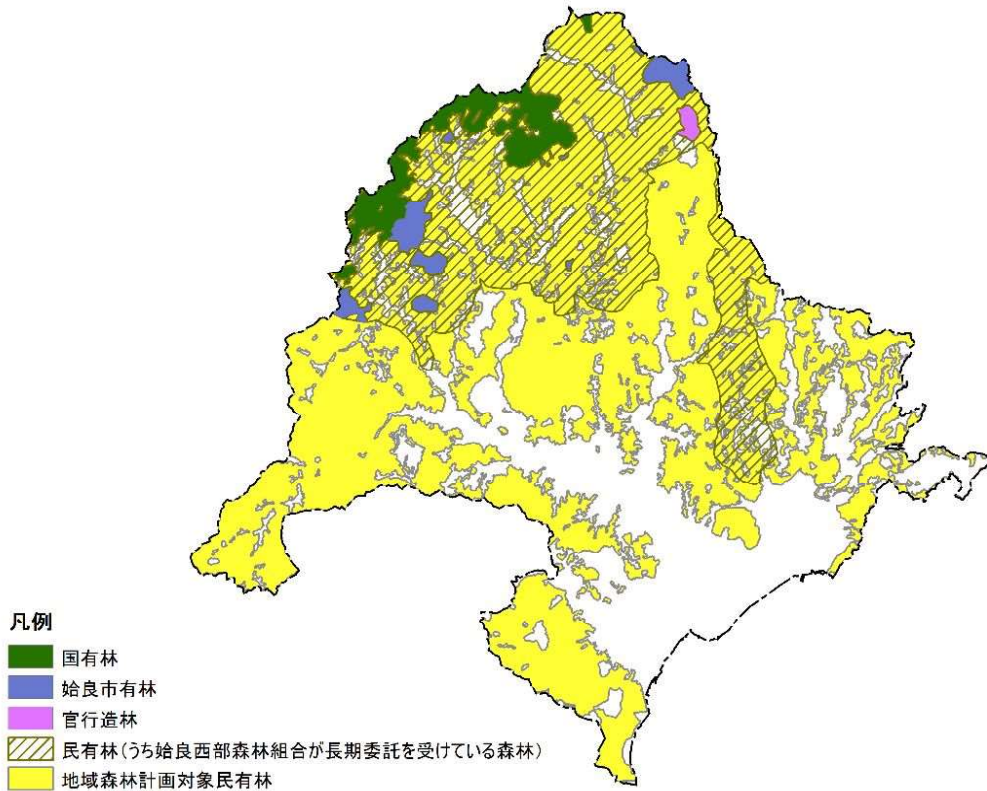 凡例
国有林
姶良市有林
官行造林
民有林(うち姶良西部森林組合が長期委託を受けている森林)
地域森林計画対象民有林